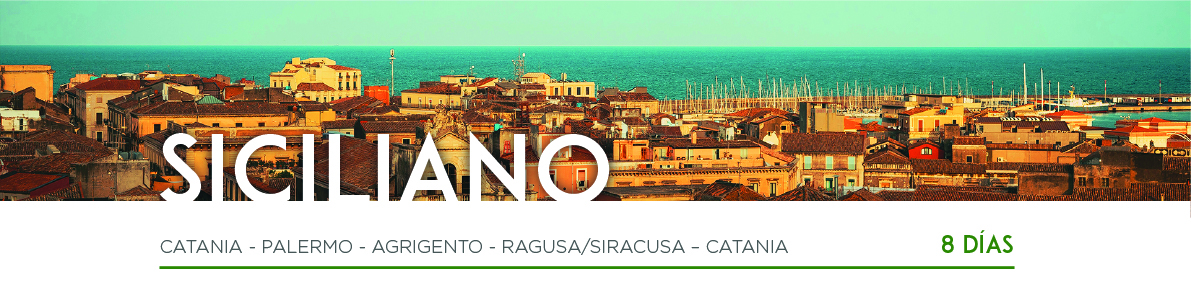 SICILIANO
CATANIA - PALERMO - AGRIGENTO - RAGUSA/SIRACUSA – CATANIA
8 DÍAS